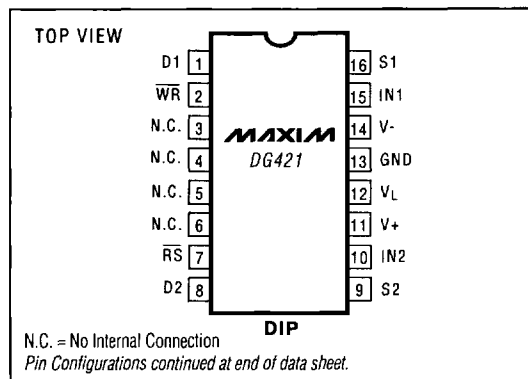 TOP VIEW
D1 1
16 S1
W̅R̅ 2
15 IN1
N.C. 3
14 V-
N.C. 4
13 GND
N.C. 5
12 VL
N.C. 6
11 V+
R̅S̅ 7
10 IN2
D2 8
9 S2
MAXIM
DG421
DIP
N.C. = No Internal Connection
Pin Configurations continued at end of data sheet.